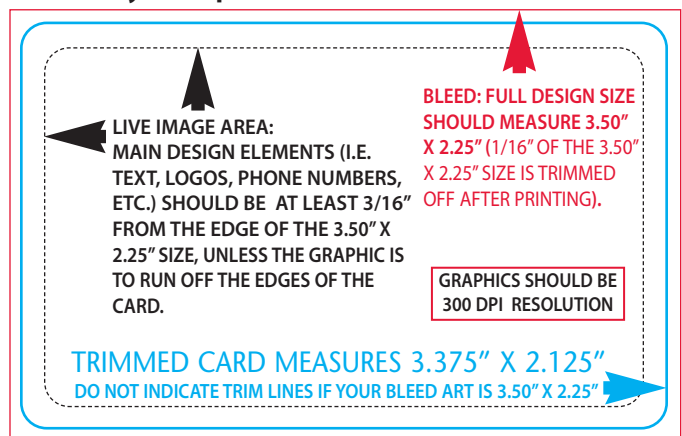 LIVE IMAGE AREA:
MAIN DESIGN ELEMENTS (I.E.
TEXT, LOGOS, PHONE NUMBERS,
ETC.) SHOULD BE AT LEAST 3/16”
FROM THE EDGE OF THE 3.50” X
2.25” SIZE, UNLESS THE GRAPHIC IS
TO RUN OFF THE EDGES OF THE
CARD.
BLEED: FULL DESIGN SIZE
SHOULD MEASURE 3.50”
X 2.25” (1/16” OF THE 3.50”
X 2.25” SIZE IS TRIMMED
OFF AFTER PRINTING).
GRAPHICS SHOULD BE
300 DPI RESOLUTION
TRIMMED CARD MEASURES 3.375” X 2.125”
DO NOT INDICATE TRIM LINES IF YOUR BLEED ART IS 3.50” X 2.25”